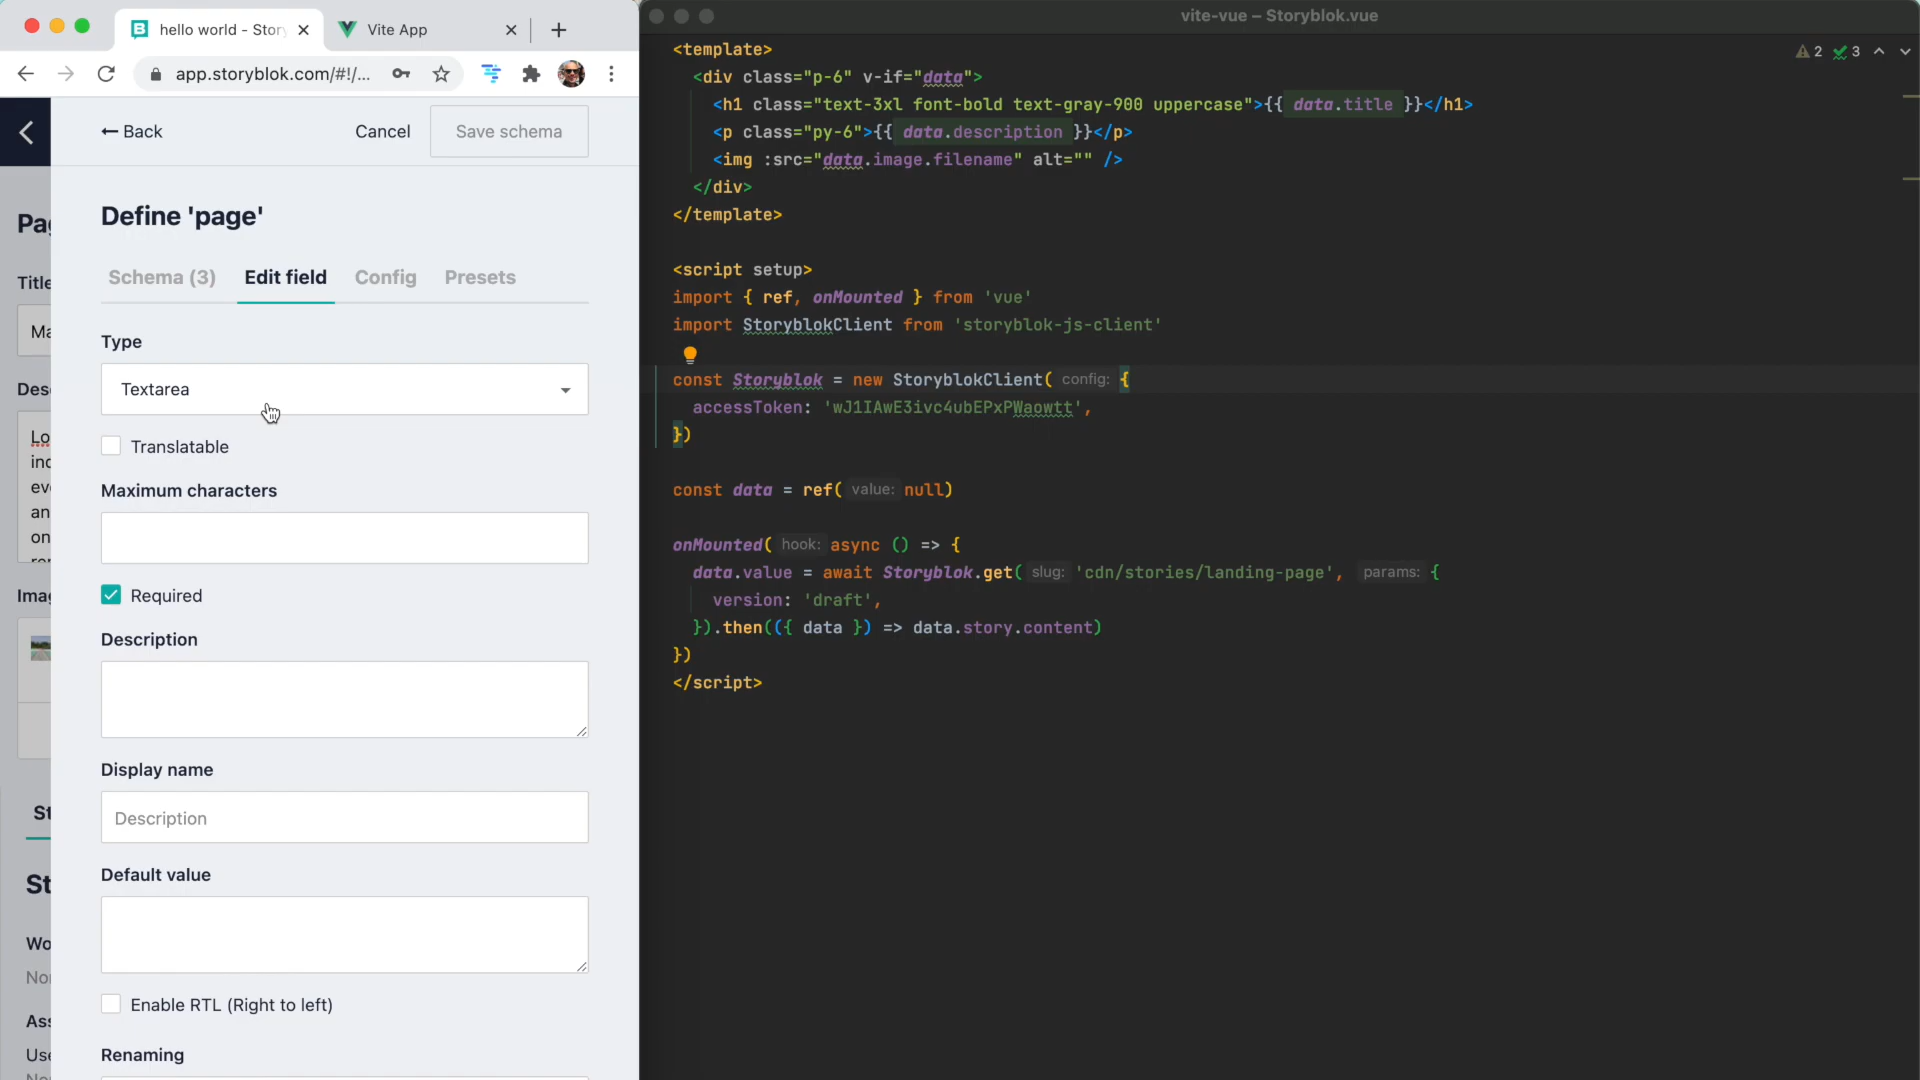 hello world - Story
Vite App
app.storyblok.com/#!/...
Back
Cancel
Save schema
Define 'page'
Schema (3)
Edit field
Config
Presets
Type
Textarea
Translatable
Maximum characters
Required
Description
Display name
Description
Default value
Enable RTL (Right to left)
Renaming
vite-vue – Storyblok.vue
2
3
<template>
<div class="p-6" v-if="data">
<h1 class="text-3xl font-bold text-gray-900 uppercase">{{ data.title }}</h1>
<p class="py-6">{{ data.description }}</p>
<img :src="data.image.filename" alt="" />
</div>
</template>
<script setup>
import { ref, onMounted } from 'vue'
import StoryblokClient from 'storyblok-js-client'
const Storyblok = new StoryblokClient( config: {
accessToken: 'wJ1IAwE3ivc4ubEPxPWaowtt',
})
const data = ref( value: null)
onMounted( hook: async () => {
data.value = await Storyblok.get( slug: 'cdn/stories/landing-page', params: {
version: 'draft',
}).then(({ data }) => data.story.content)
})
</script>